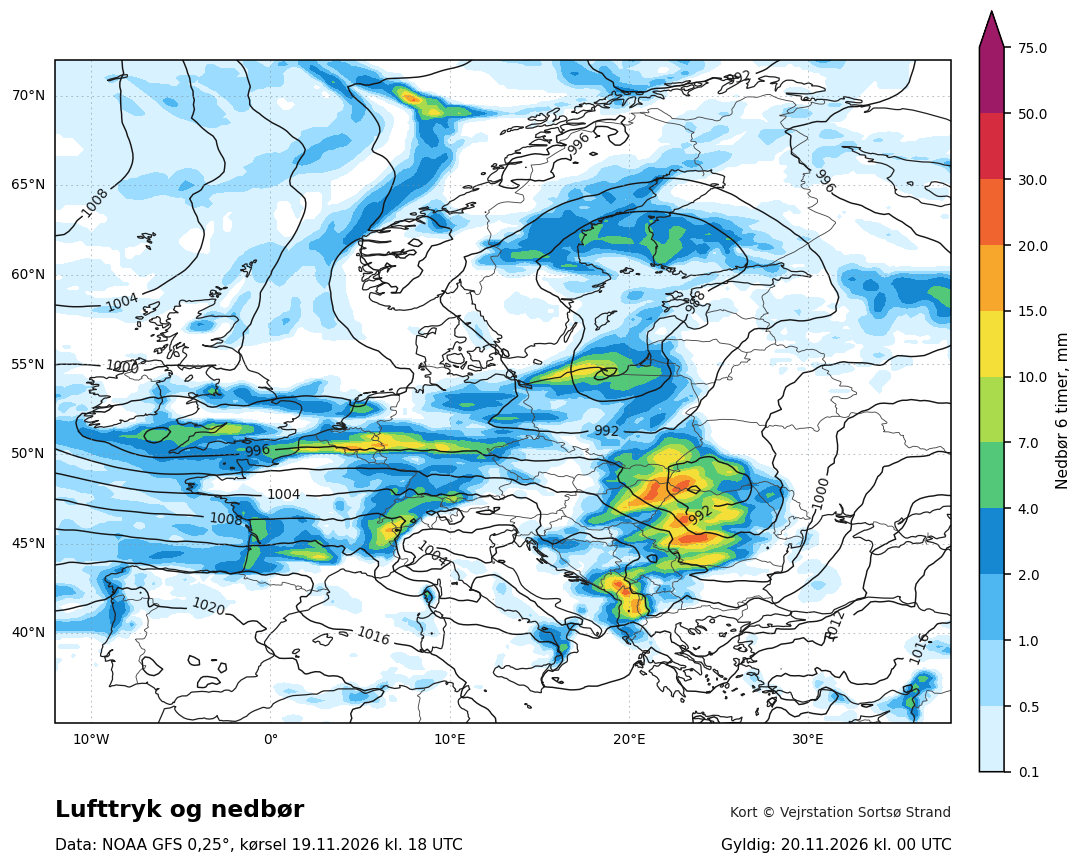 75.0
50.0
30.0
20.0
15.0
10.0
7.0
4.0
2.0
1.0
0.5
0.1
Nedbør 6 timer, mm
70°N
65°N
60°N
55°N
50°N
45°N
40°N
10°W
0°
10°E
20°E
30°E
992
996
996
1008
1004
1000
988
992
996
1004
1008
1000
992
1004
1020
1016
1012
1016
Lufttryk og nedbør
Kort © Vejrstation Sortsø Strand
Data: NOAA GFS 0,25°, kørsel 19.11.2026 kl. 18 UTC
Gyldig: 20.11.2026 kl. 00 UTC